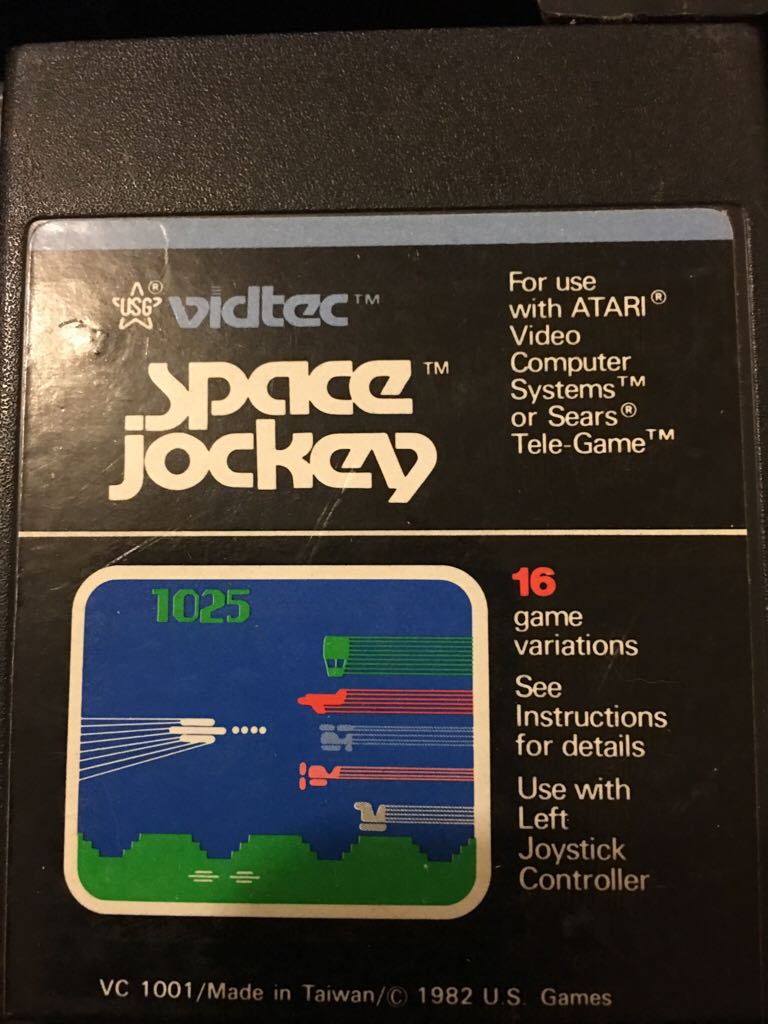 USG® vidtec™
space™
jockey
For use
with ATARI®
Video
Computer
Systems™
or Sears®
Tele-Game™
1025
16
game
variations
See
Instructions
for details
Use with
Left
Joystick
Controller
VC 1001/Made in Taiwan/© 1982 U.S. Games